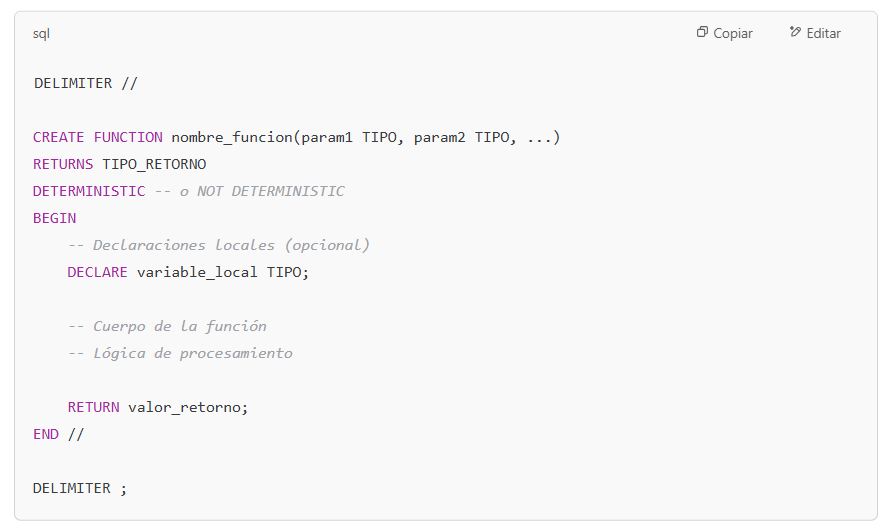 sql
Copiar
Editar
DELIMITER //
CREATE FUNCTION nombre_funcion(param1 TIPO, param2 TIPO, ...)
RETURNS TIPO_RETORNO
DETERMINISTIC -- o NOT DETERMINISTIC
BEGIN
    -- Declaraciones locales (opcional)
    DECLARE variable_local TIPO;
    -- Cuerpo de la función
    -- Lógica de procesamiento
    RETURN valor_retorno;
END //
DELIMITER ;